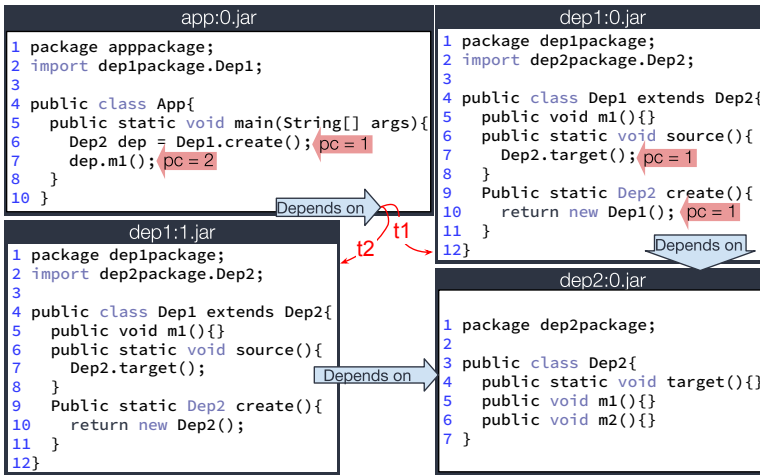 app:0.jar
1 package apppackage;
2 import dep1package.Dep1;
3
4 public class App{
5 public static void main(String[] args){
6 Dep2 dep = Dep1.create(); pc = 1
7 dep.m1(); pc = 2
8 }
10 }
Depends on
t1
t2
dep1:0.jar
1 package dep1package;
2 import dep2package.Dep2;
3
4 public class Dep1 extends Dep2{
5 public void m1(){}
6 public static void source(){
7 Dep2.target(); pc = 1
8 }
9 Public static Dep2 create(){
10 return new Dep1(); pc = 1
11 }
12}
Depends on
dep1:1.jar
1 package dep1package;
2 import dep2package.Dep2;
3
4 public class Dep1 extends Dep2{
5 public void m1(){}
6 public static void source(){
7 Dep2.target();
8 }
9 Public static Dep2 create(){
10 return new Dep2();
11 }
12}
Depends on
dep2:0.jar
1 package dep2package;
2
3 public class Dep2{
4 public static void target(){}
5 public void m1(){}
6 public void m2(){}
7 }